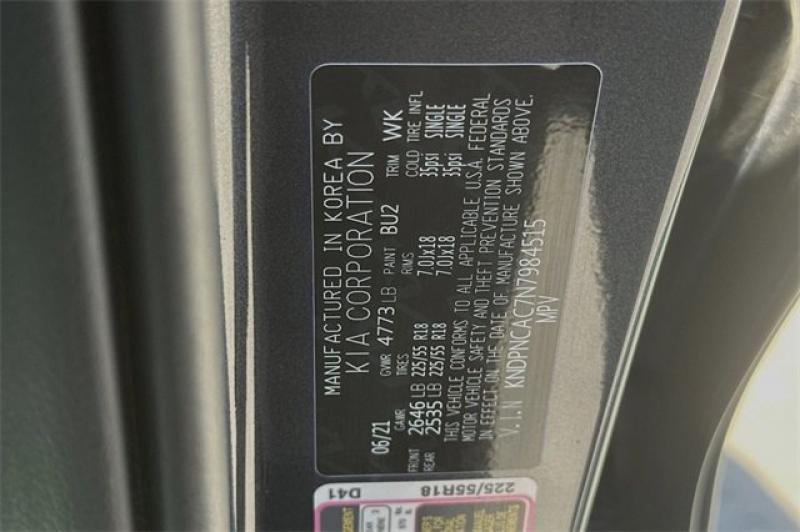 MANUFACTURED IN KOREA BY
KIA CORPORATION
06/21 GVWR 4773 LB PAINT BU2 TRIM WK
GAWR TIRES RIMS COLD TIRE INFL
FRONT 2646 LB 225/55 R18 7.0Jx18 35psi SINGLE
REAR 2535 LB 225/55 R18 7.0Jx18 35psi SINGLE
THIS VEHICLE CONFORMS TO ALL APPLICABLE U.S.A. FEDERAL
MOTOR VEHICLE SAFETY AND THEFT PREVENTION STANDARDS
IN EFFECT ON THE DATE OF MANUFACTURE SHOWN ABOVE.
V.I.N KNDPNCAC7N7984515
MPV
D41
225/55R18